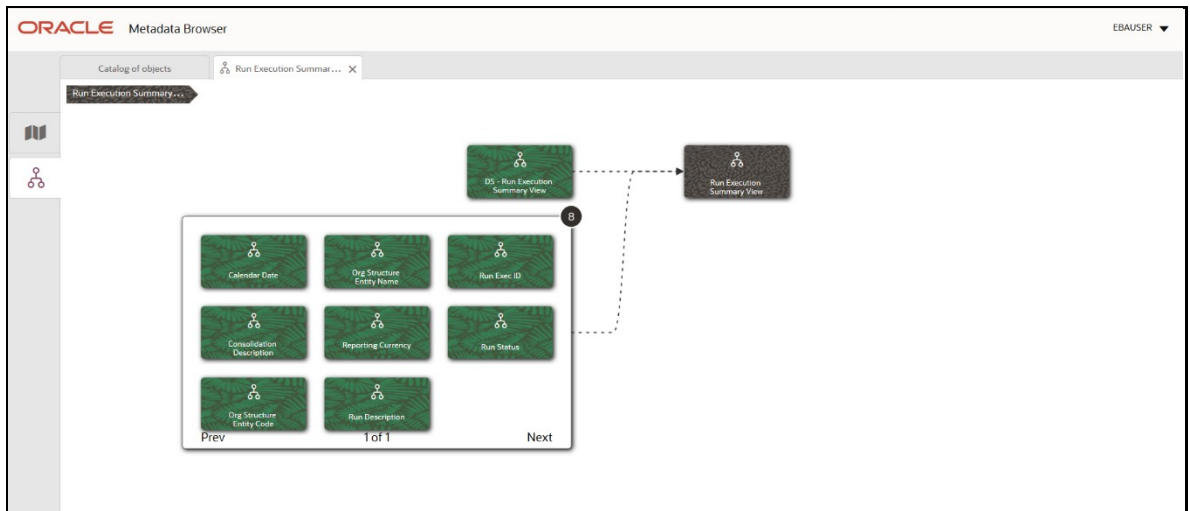 ORACLE Metadata Browser
EBAUSER
Catalog of objects
Run Execution Summar...
Run Execution Summary...
DS - Run Execution
Summary View
Run Execution
Summary View
8
Calendar Date
Org Structure
Entity Name
Run Exec ID
Consolidation
Description
Reporting Currency
Run Status
Org Structure
Entity Code
Run Description
Prev
1 of 1
Next